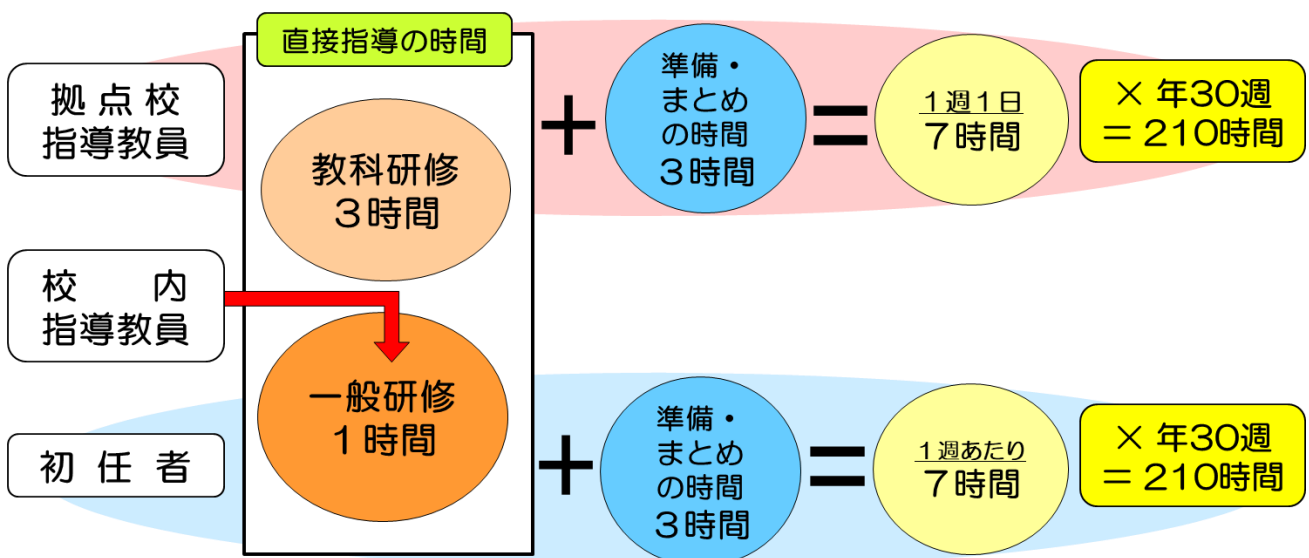 直接指導の時間
拠点校
指導教員
教科研修
3時間
+
準備・
まとめ
の時間
3時間
=
1週1日
7時間
× 年30週
= 210時間
校　内
指導教員
一般研修
1時間
初任者
+
準備・
まとめ
の時間
3時間
=
1週あたり
7時間
× 年30週
= 210時間